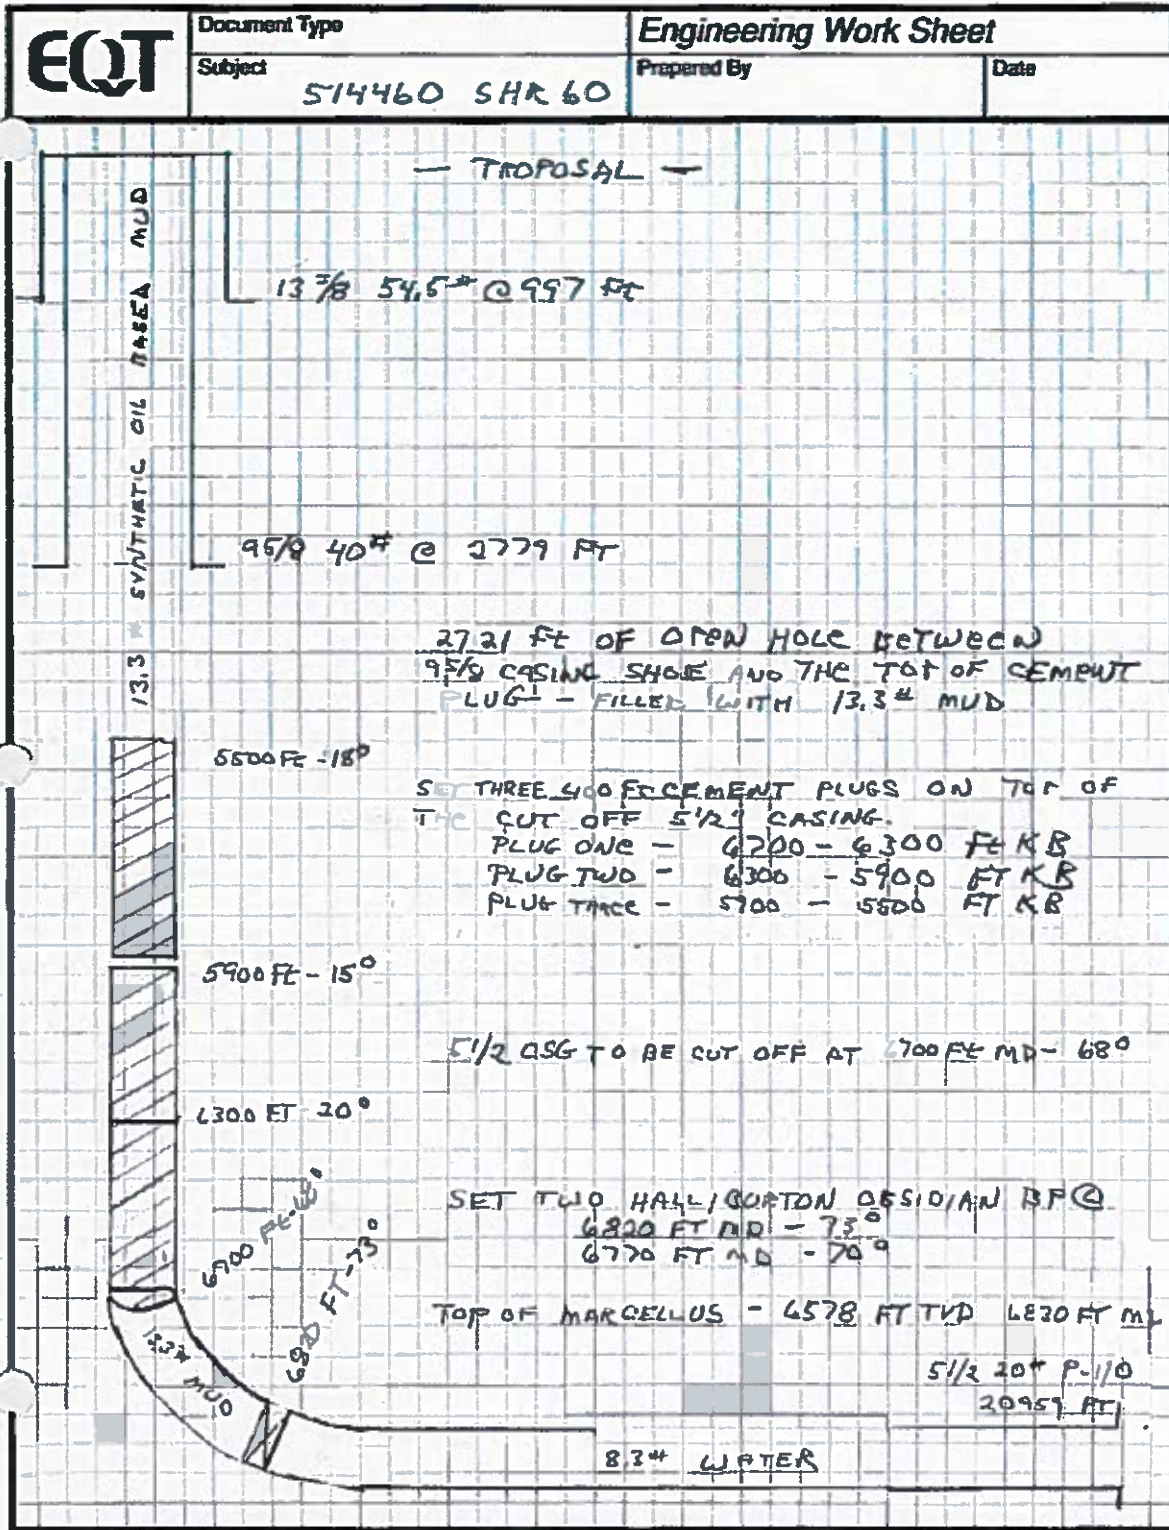 EQT
Document Type
Engineering Work Sheet
Subject
514460 SHR 60
Prepared By
Date
— PROPOSAL —
13.3 # SYNTHETIC OIL BASED MUD
13 3/8 54.5# @ 997 Ft
9 5/8 40# @ 2779 FT
2721 ft OF OPEN HOLE BETWEEN
9 5/8 CASING SHOE AND THE TOP OF CEMENT
PLUG - FILLED WITH 13.3# MUD
5500 Ft - 18°
SET THREE 400 FT CEMENT PLUGS ON TOP OF
THE CUT OFF 5 1/2" CASING.
PLUG ONE - 6700 - 6300 Ft KB
PLUG TWO - 6300 - 5900 FT KB
PLUG THREE - 5900 - 5500 FT KB
5900 Ft - 15°
5 1/2 CSG TO BE CUT OFF AT 6700 Ft MD - 68°
6300 FT 20°
SET TWO HALLIBURTON OBSIDIAN BP @
6820 FT MD - 73°
6770 FT MD - 70°
6700 Ft - 68°
6820 FT - 73°
TOP OF MARCELLUS - 6578 FT TVD 6830 FT MD
13.3# MUD
5 1/2 20# P-110
20959 FT
8.3# WATER